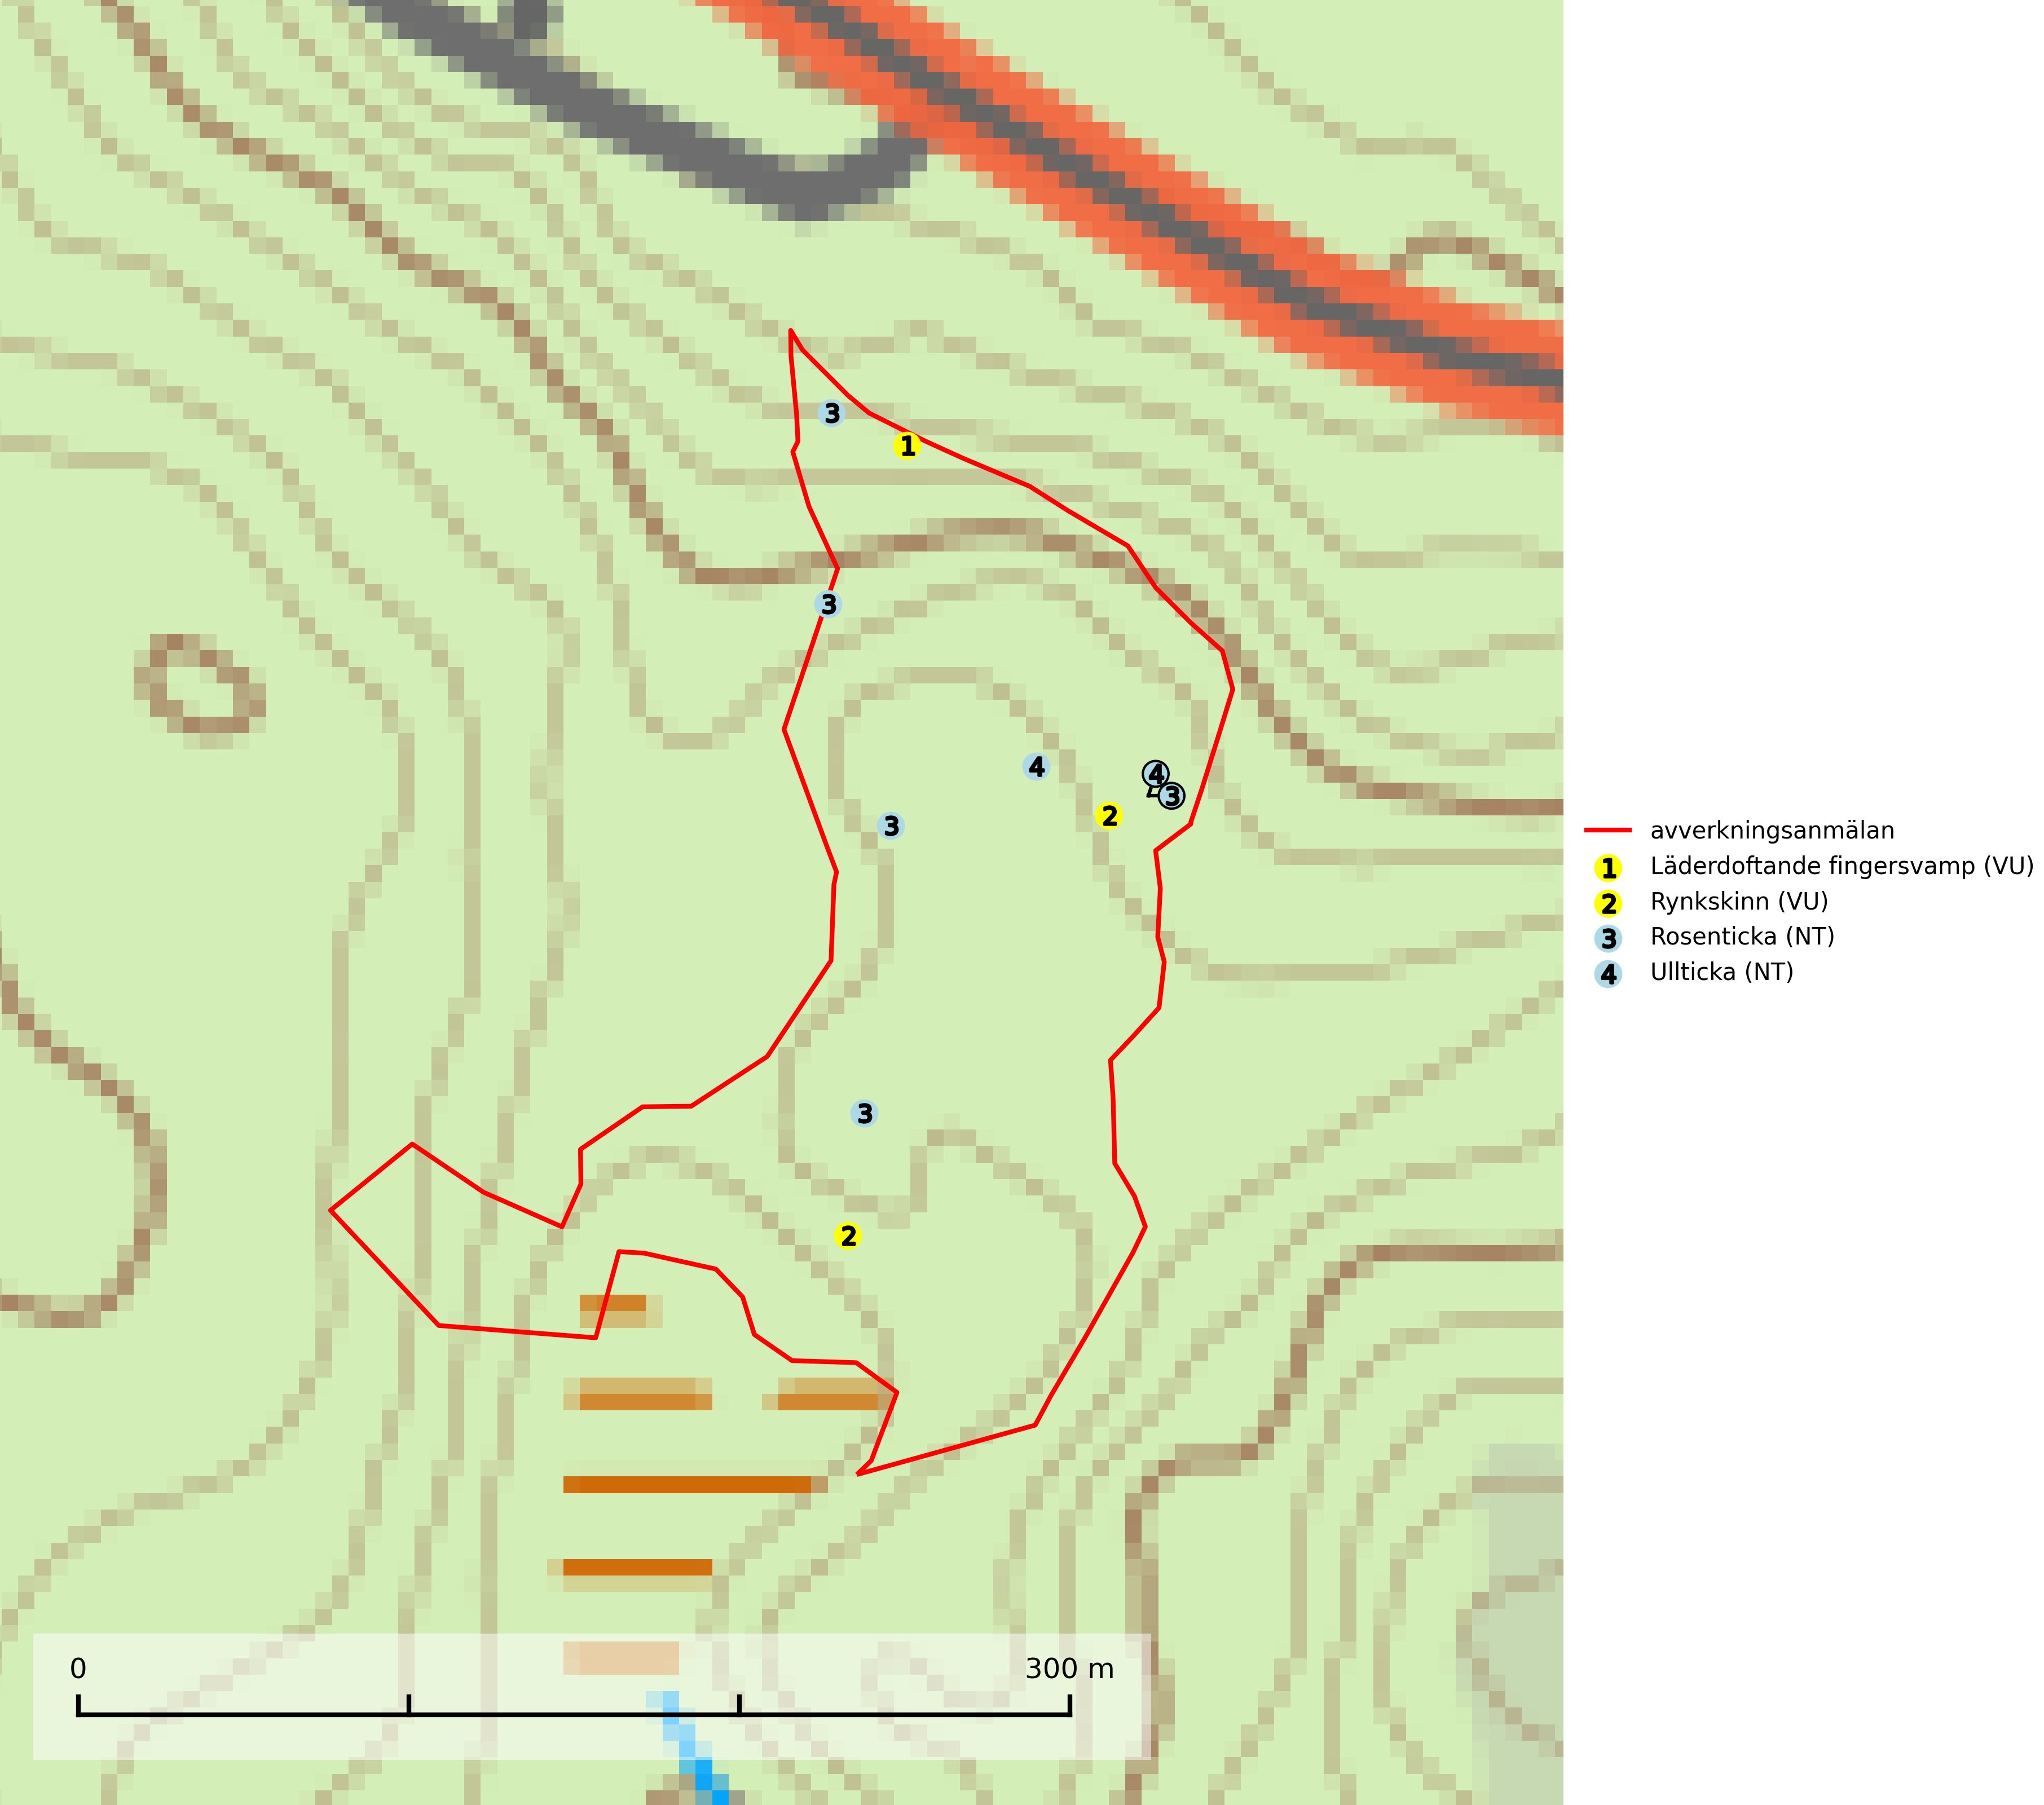 3
1
3
4
4
3
2
3
3
2
avverkningsanmälan
1 Läderdoftande fingersvamp (VU)
2 Rynkskinn (VU)
3 Rosenticka (NT)
4 Ullticka (NT)
0 300 m